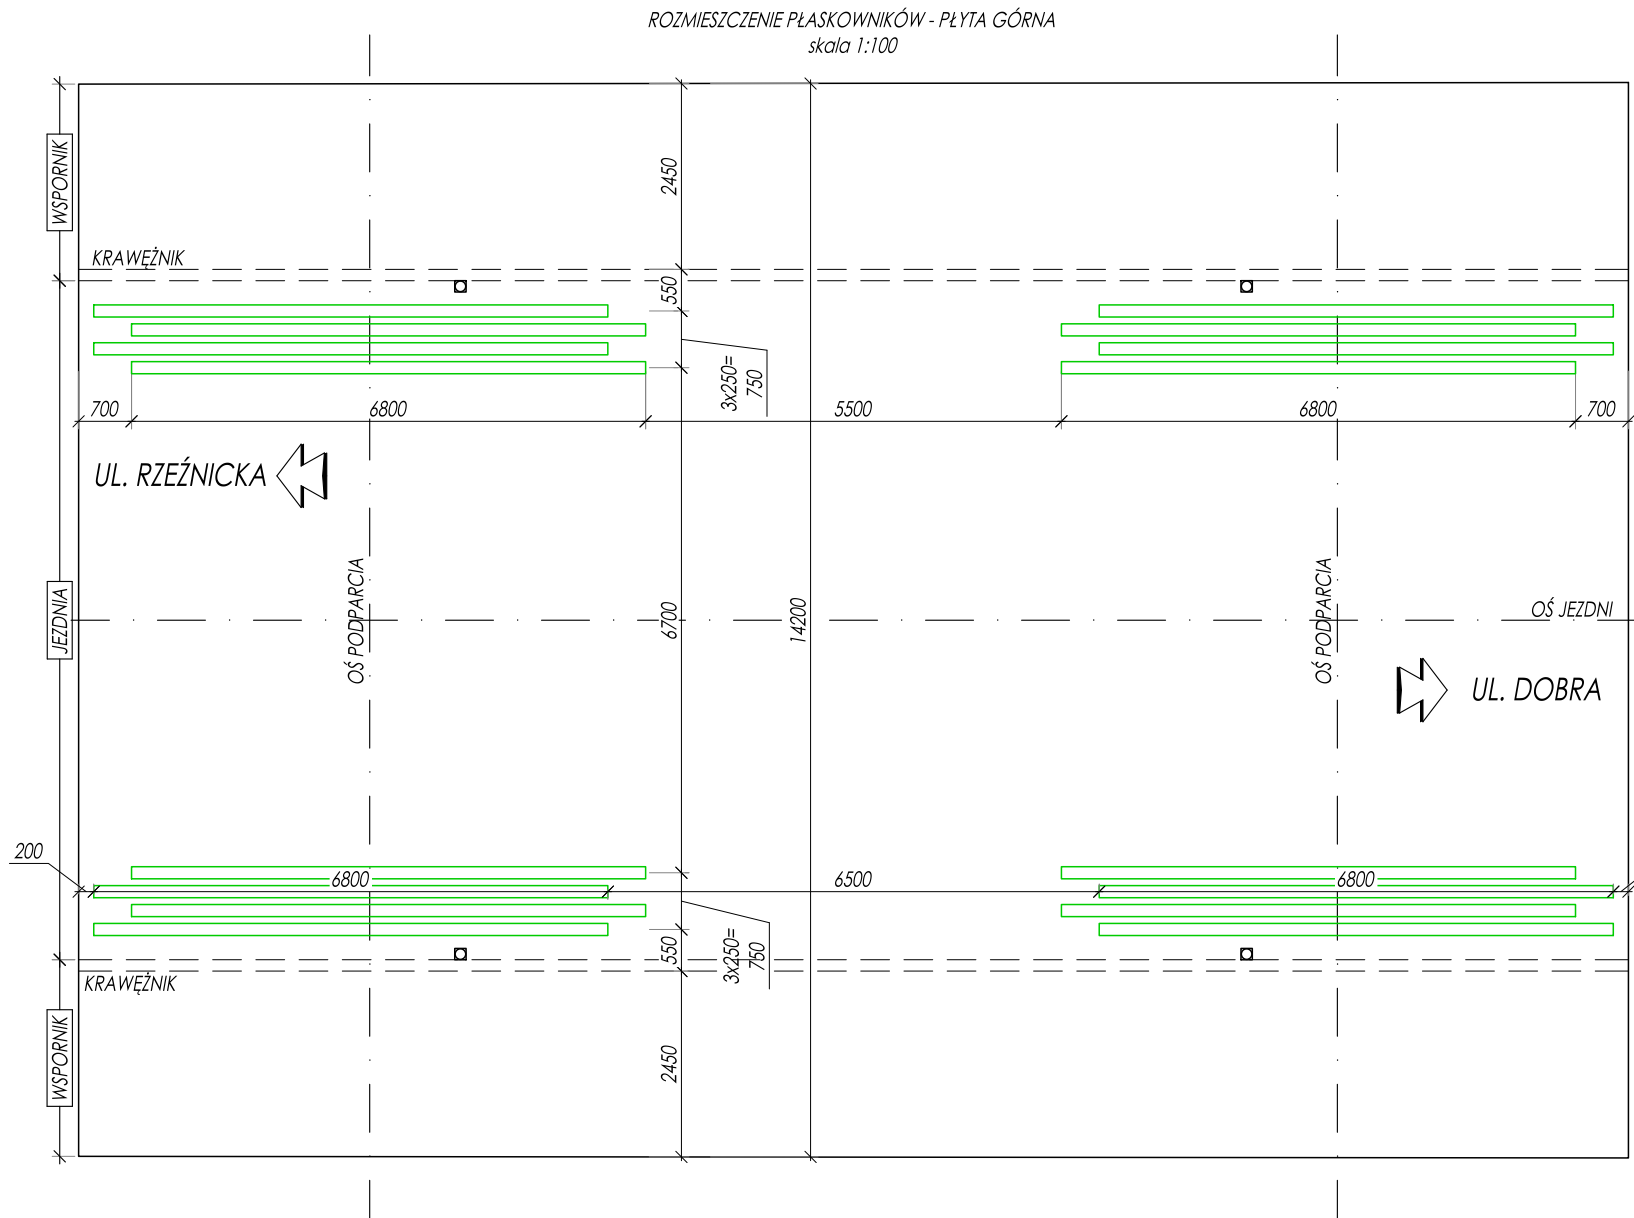 ROZMIESZCZENIE PŁASKOWNIKÓW - PŁYTA GÓRNA
skala 1:100
WSPORNIK
2450
KRAWĘŻNIK
550
3x250=
750
700
6800
5500
6800
700
UL. RZEŹNICKA
OŚ PODPARCIA
OŚ PODPARCIA
JEZDNIA
6700
14200
OŚ JEZDNI
UL. DOBRA
200
6800
6500
6800
550
3x250=
750
KRAWĘŻNIK
WSPORNIK
2450